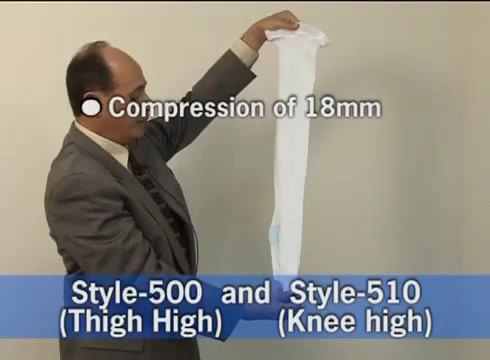 Compression of 18mm
Style-500 and Style-510
(Thigh High) (Knee high)